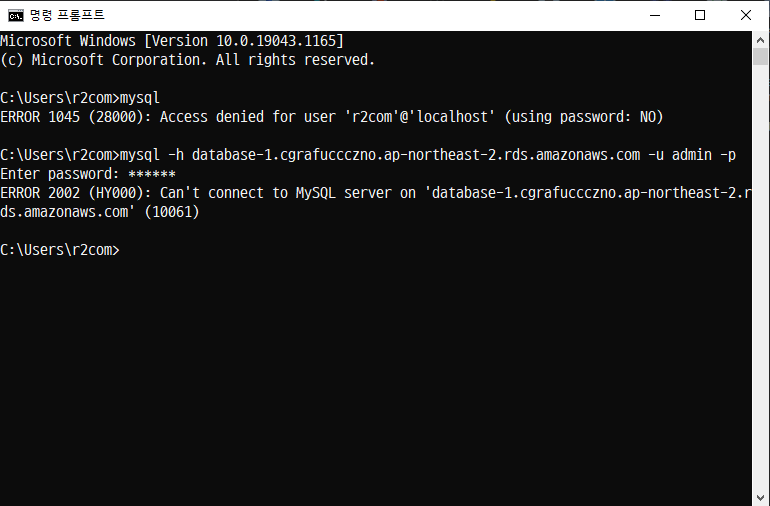 명령 프롬프트
Microsoft Windows [Version 10.0.19043.1165]
(c) Microsoft Corporation. All rights reserved.
C:\Users\r2com>mysql
ERROR 1045 (28000): Access denied for user 'r2com'@'localhost' (using password: NO)
C:\Users\r2com>mysql -h database-1.cgrafuccczno.ap-northeast-2.rds.amazonaws.com -u admin -p
Enter password: ******
ERROR 2002 (HY000): Can't connect to MySQL server on 'database-1.cgrafuccczno.ap-northeast-2.r
ds.amazonaws.com' (10061)
C:\Users\r2com>